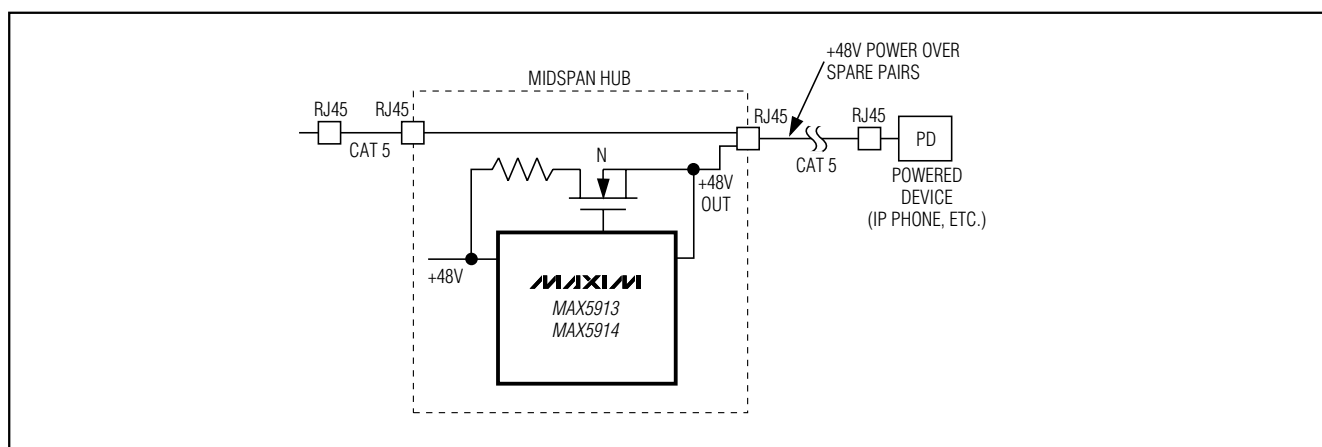 +48V POWER OVER
SPARE PAIRS
MIDSPAN HUB
RJ45
RJ45
RJ45
RJ45
CAT 5
CAT 5
PD
N
+48V
OUT
POWERED
DEVICE
(IP PHONE, ETC.)
+48V
MAXIM
MAX5913
MAX5914